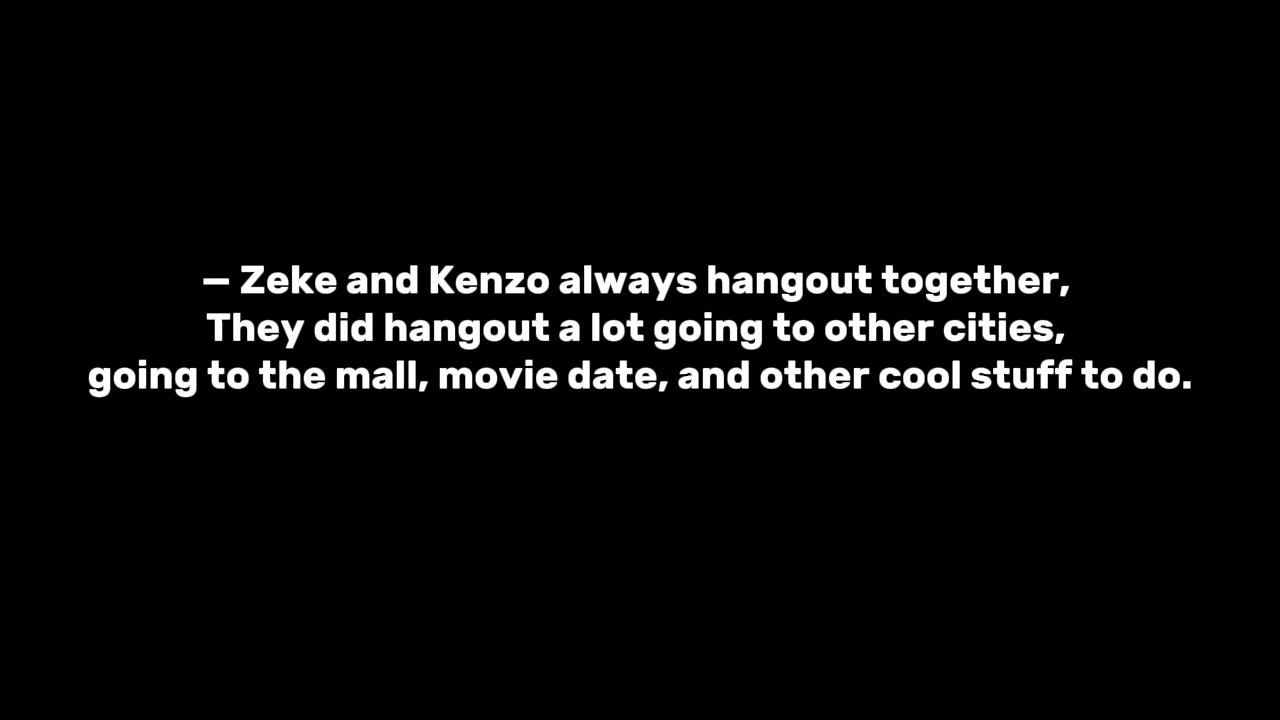 — Zeke and Kenzo always hangout together,
They did hangout a lot going to other cities,
going to the mall, movie date, and other cool stuff to do.